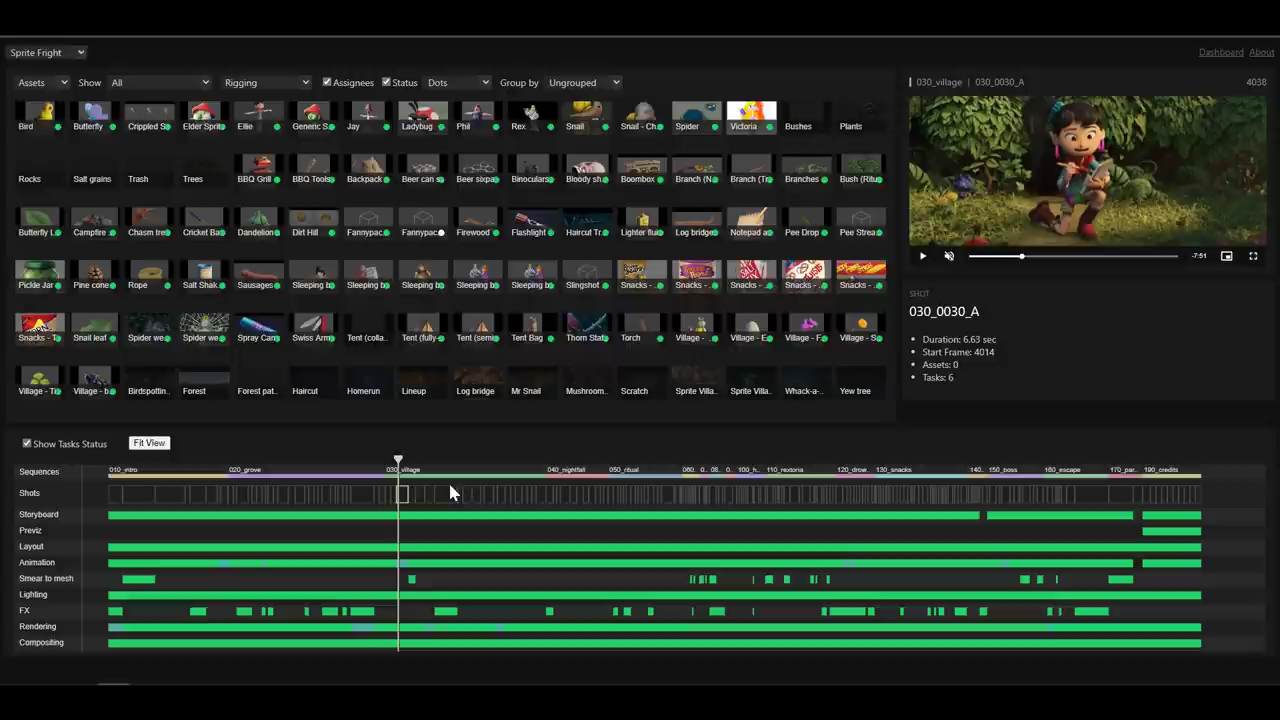 Sprite Fright
Dashboard About
Assets Show All Rigging Assignees Status Dots Group by Ungrouped
030_village | 030_0030_A 4038
Bird Butterfly Crippled S... Elder Sprit Ellie Generic S... Jay Ladybug Phil Rex Snail Snail - Ch... Spider Victoria Bushes Plants
Rocks Salt grains Trash Trees BBQ Grill BBQ Tools Backpack Beer can s... Beer sixpa... Binoculars Bloody sh... Boombox Branch (N... Branch (Tr... Branches Bush (Ritu...
Butterfly L... Campfire Chasm tre... Cricket Ba... Dandelion Dirt Hill Fannypac... Fannypac... Firewood Flashlight Haircut Tr... Lighter flui... Log bridge Notepad a... Pee Drop Pee Strea...
-7:51
Pickle Jar Pine cone Rope Salt Shak... Sausages Sleeping b... Sleeping b... Sleeping b... Sleeping b... Sleeping b... Slingshot Snacks - ... Snacks - ... Snacks - ... Snacks - ... Snacks - ...
SHOT
030_0030_A
Snacks - T... Snail leaf Spider we... Spider we... Spray Can Swiss Arm... Tent (colla... Tent (fully-... Tent (semi... Tent Bag Thorn Staf... Torch Village - ... Village - E... Village - F... Village - S...
Duration: 6.63 sec
Start Frame: 4014
Assets: 0
Tasks: 6
Village - Ti... Village - b... Birdspottin... Forest Forest pat... Haircut Homerun Lineup Log bridge Mr Snail Mushroom... Scratch Sprite Villa... Sprite Villa... Whack-a-... Yew tree
Show Tasks Status Fit View
Sequences 010_intro 020_grove 030_village 040_nightfall 050_ritual 060.. 0.. 08.. 0.. 100_h.. 110_rextoria 120_drow.. 130_snacks 140.. 150_boss 160_escape 170_par.. 190_credits
Shots
Storyboard
Previz
Layout
Animation
Smear to mesh
Lighting
FX
Rendering
Compositing